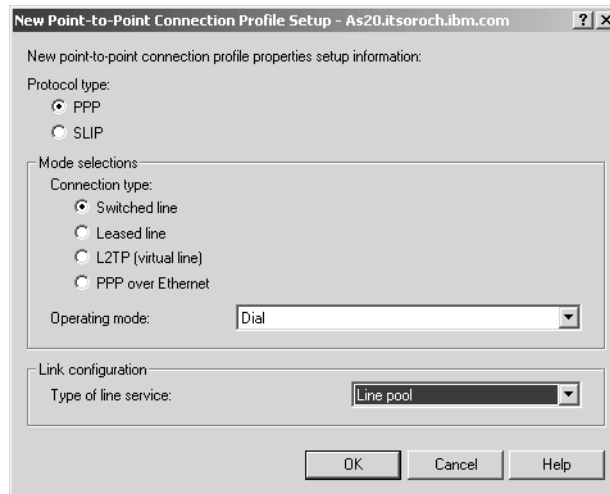 New Point-to-Point Connection Profile Setup - As20.itsoroch.ibm.com
New point-to-point connection profile properties setup information:
Protocol type:
PPP
SLIP
Mode selections
Connection type:
Switched line
Leased line
L2TP (virtual line)
PPP over Ethernet
Operating mode: Dial
Link configuration
Type of line service: Line pool
OK Cancel Help